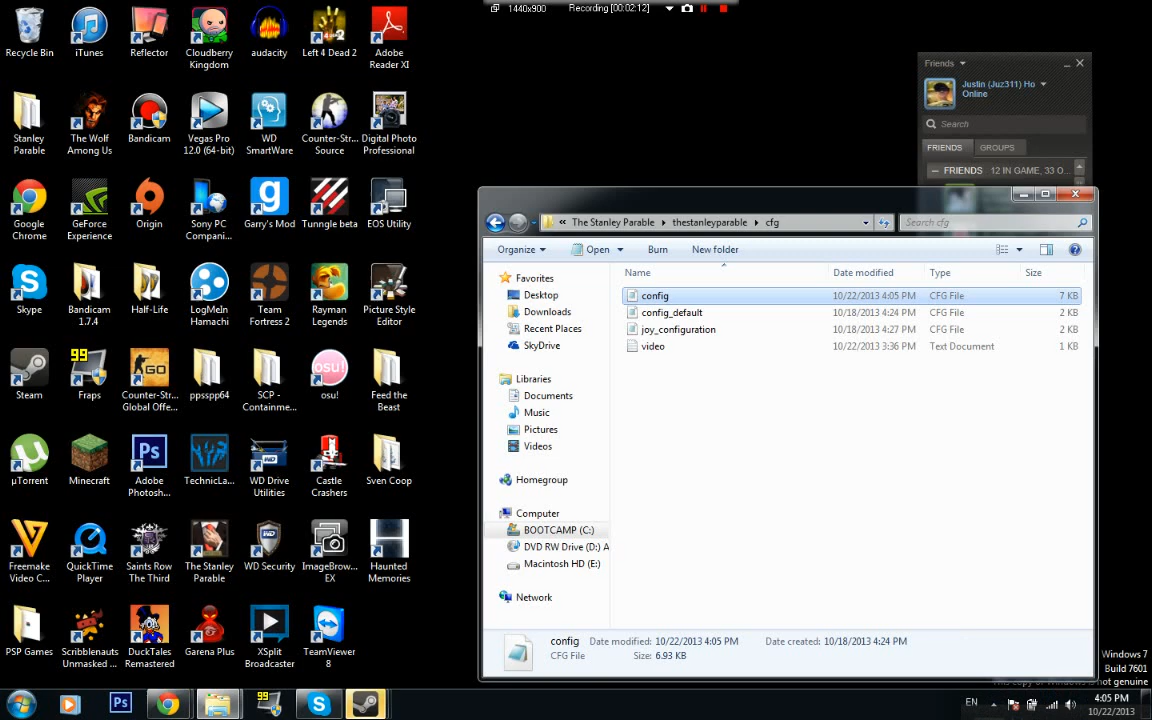 1440x900
Recording [00:02:12]
Recycle Bin
iTunes
Reflector
Cloudberry
Kingdom
audacity
Left 4 Dead 2
Adobe
Reader XI
Stanley
Parable
The Wolf
Among Us
Bandicam
Vegas Pro
12.0 (64-bit)
WD
SmartWare
Counter-Str...
Source
Digital Photo
Professional
Google
Chrome
GeForce
Experience
Origin
Sony PC
Compani...
Garry's Mod
Tunngle beta
EOS Utility
Skype
Bandicam
1.7.4
Half-Life
LogMeIn
Hamachi
Team
Fortress 2
Rayman
Legends
Picture Style
Editor
Steam
99
Fraps
GO
Counter-Str...
Global Offe...
ppsspp64
SCP -
Containme...
osu!
osu!
Feed the
Beast
µTorrent
Minecraft
Ps
Adobe
Photosh...
TechnicLa...
WD Drive
Utilities
Castle
Crashers
Sven Coop
Freemake
Video C...
QuickTime
Player
Saints Row
The Third
The Stanley
Parable
WD Security
ImageBrow...
EX
Haunted
Memories
PSP Games
Scribblenauts
Unmasked ...
DuckTales
Remastered
Garena Plus
XSplit
Broadcaster
TeamViewer
8
Friends
Justin (Juz311) Ho
Online
Search
FRIENDS
GROUPS
FRIENDS 12 IN GAME, 33 O...
« The Stanley Parable thestanleyparable cfg
Search cfg
Organize Open Burn New folder
Name Date modified Type Size
config 10/22/2013 4:05 PM CFG File 7 KB
config_default 10/18/2013 4:24 PM CFG File 2 KB
joy_configuration 10/18/2013 4:27 PM CFG File 2 KB
video 10/22/2013 3:36 PM Text Document 1 KB
Favorites
Desktop
Downloads
Recent Places
SkyDrive
Libraries
Documents
Music
Pictures
Videos
Homegroup
Computer
BOOTCAMP (C:)
DVD RW Drive (D:) A
Macintosh HD (E:)
Network
config Date modified: 10/22/2013 4:05 PM Date created: 10/18/2013 4:24 PM
CFG File Size: 6.93 KB
Windows 7
Build 7601
This copy of Windows is not genuine
Ps
99
EN
4:05 PM
10/22/2013